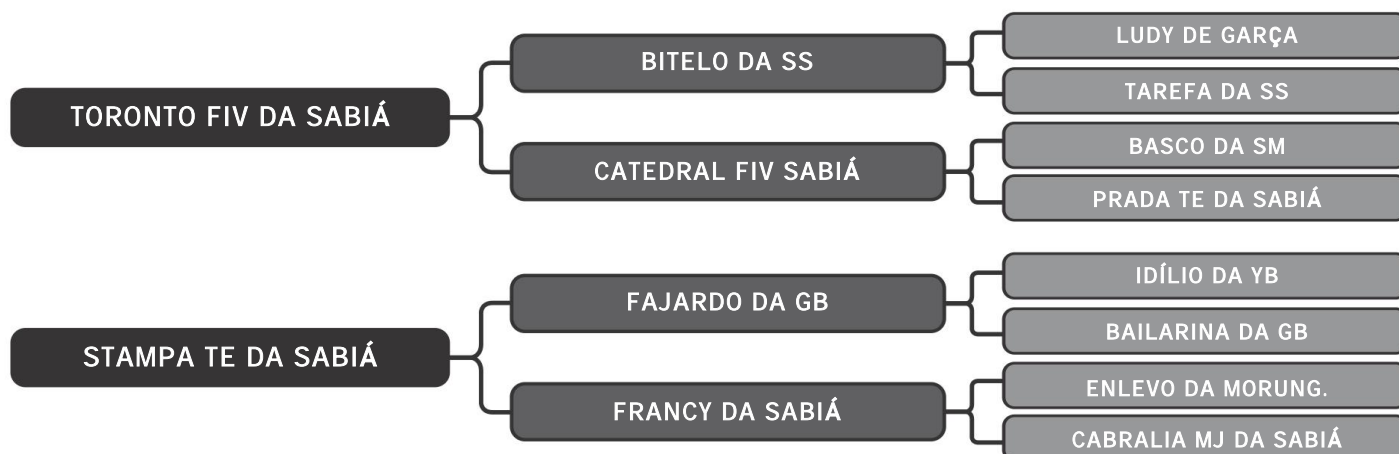 TORONTO FIV DA SABIÁ
BITELO DA SS
LUDY DE GARÇA
TAREFA DA SS
CATEDRAL FIV SABIÁ
BASCO DA SM
PRADA TE DA SABIÁ
STAMPA TE DA SABIÁ
FAJARDO DA GB
IDÍLIO DA YB
BAILARINA DA GB
FRANCY DA SABIÁ
ENLEVO DA MORUNG.
CABRALIA MJ DA SABIÁ